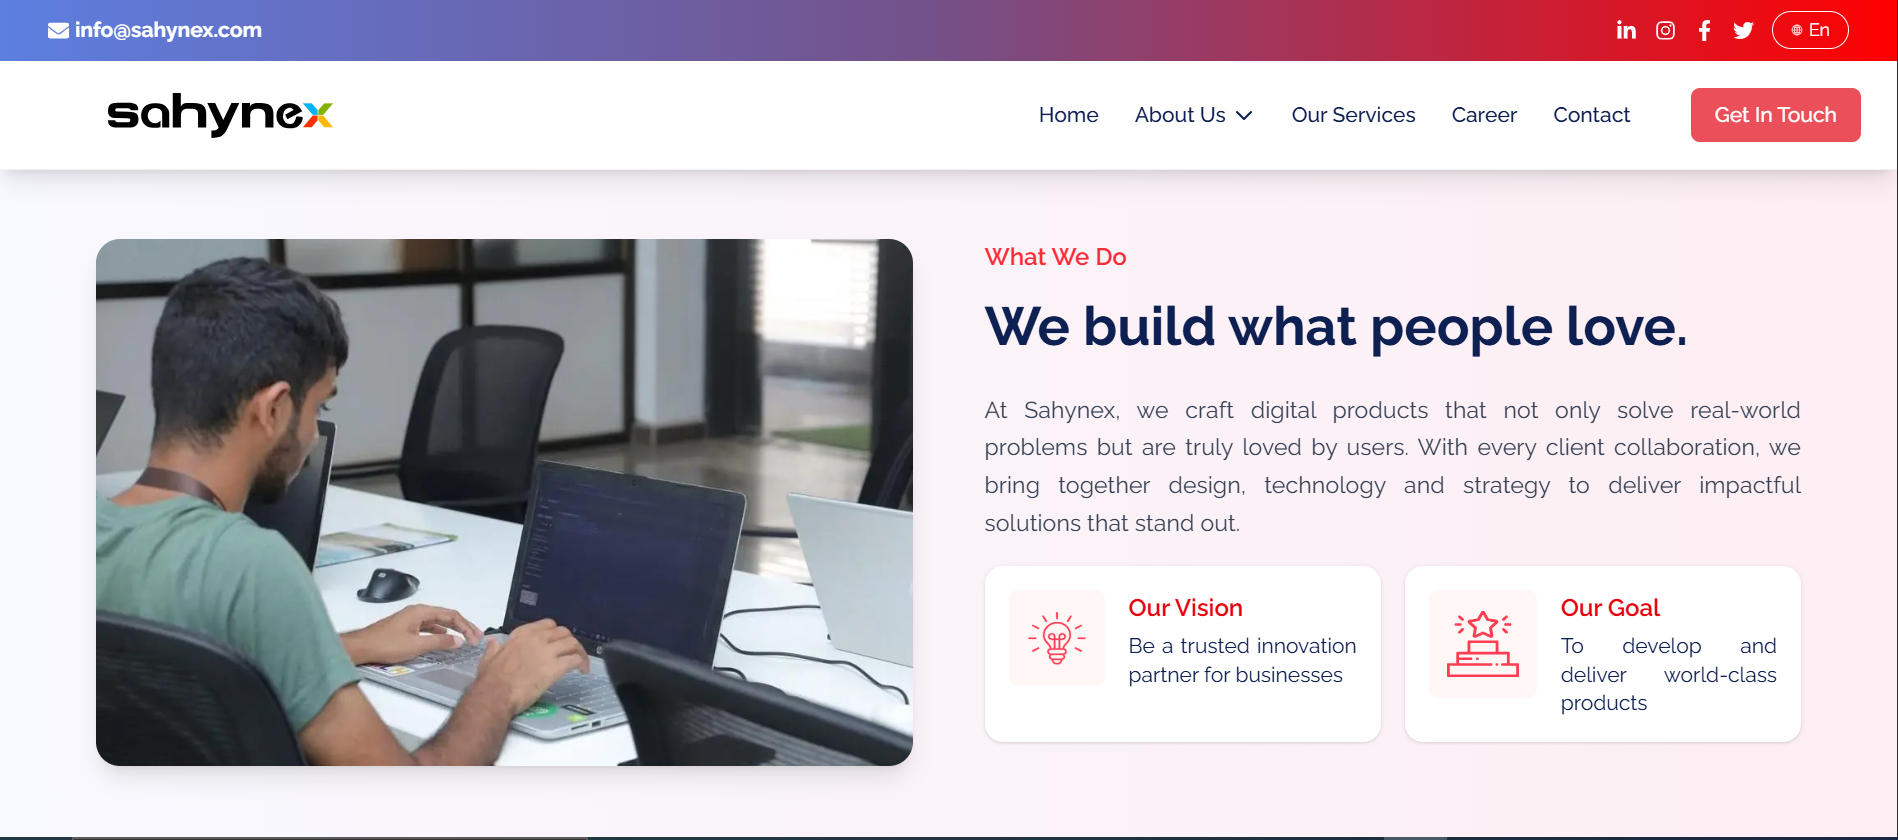 info@sahynex.com
En
sahynex
Home
About Us
Our Services
Career
Contact
Get In Touch
What We Do
We build what people love.
At Sahynex, we craft digital products that not only solve real-world
problems but are truly loved by users. With every client collaboration, we
bring together design, technology and strategy to deliver impactful
solutions that stand out.
Our Vision
Be a trusted innovation
partner for businesses
Our Goal
To develop and
deliver world-class
products